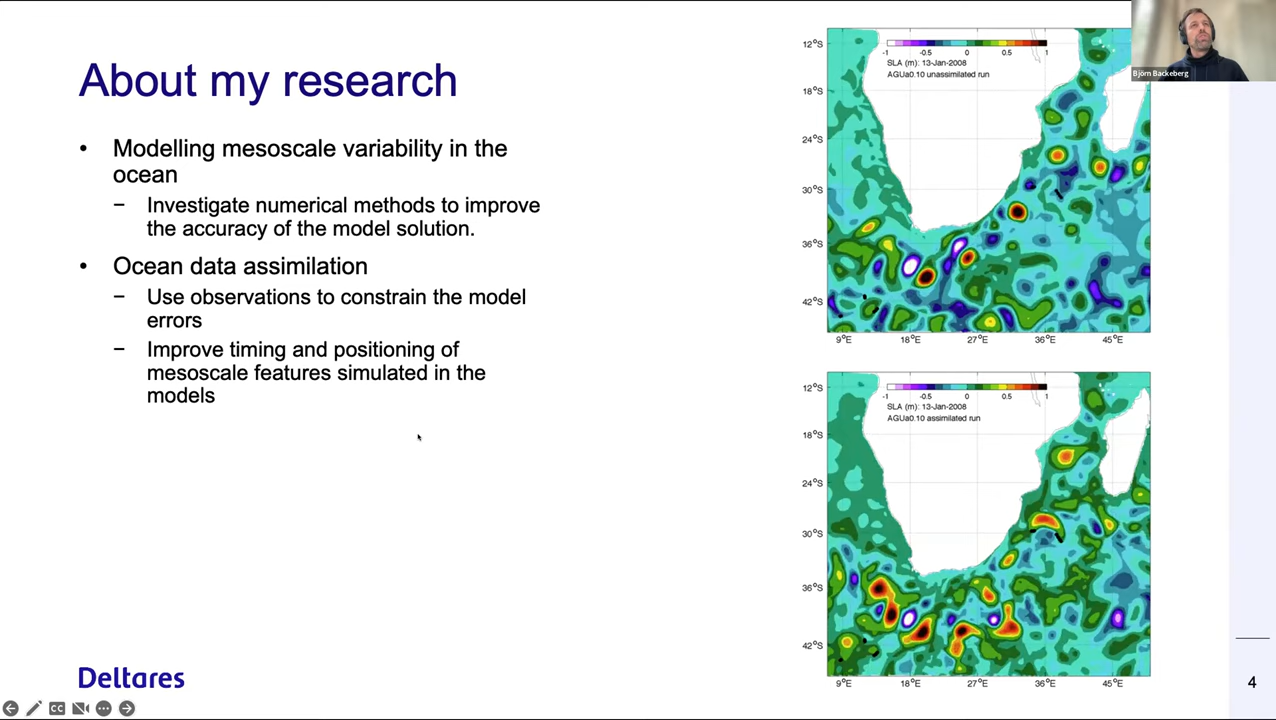 About my research
• Modelling mesoscale variability in the
ocean
– Investigate numerical methods to improve
the accuracy of the model solution.
• Ocean data assimilation
– Use observations to constrain the model
errors
– Improve timing and positioning of
mesoscale features simulated in the
models
Björn Backeberg
-1 -0.5 0 0.5 1
SLA (m): 13-Jan-2008
AGUa0.10 unassimilated run
12°S
18°S
24°S
30°S
36°S
42°S
9°E 18°E 27°E 36°E 45°E
-1 -0.5 0 0.5 1
SLA (m): 13-Jan-2008
AGUa0.10 assimilated run
12°S
18°S
24°S
30°S
36°S
42°S
9°E 18°E 27°E 36°E 45°E
Deltares
4
CC